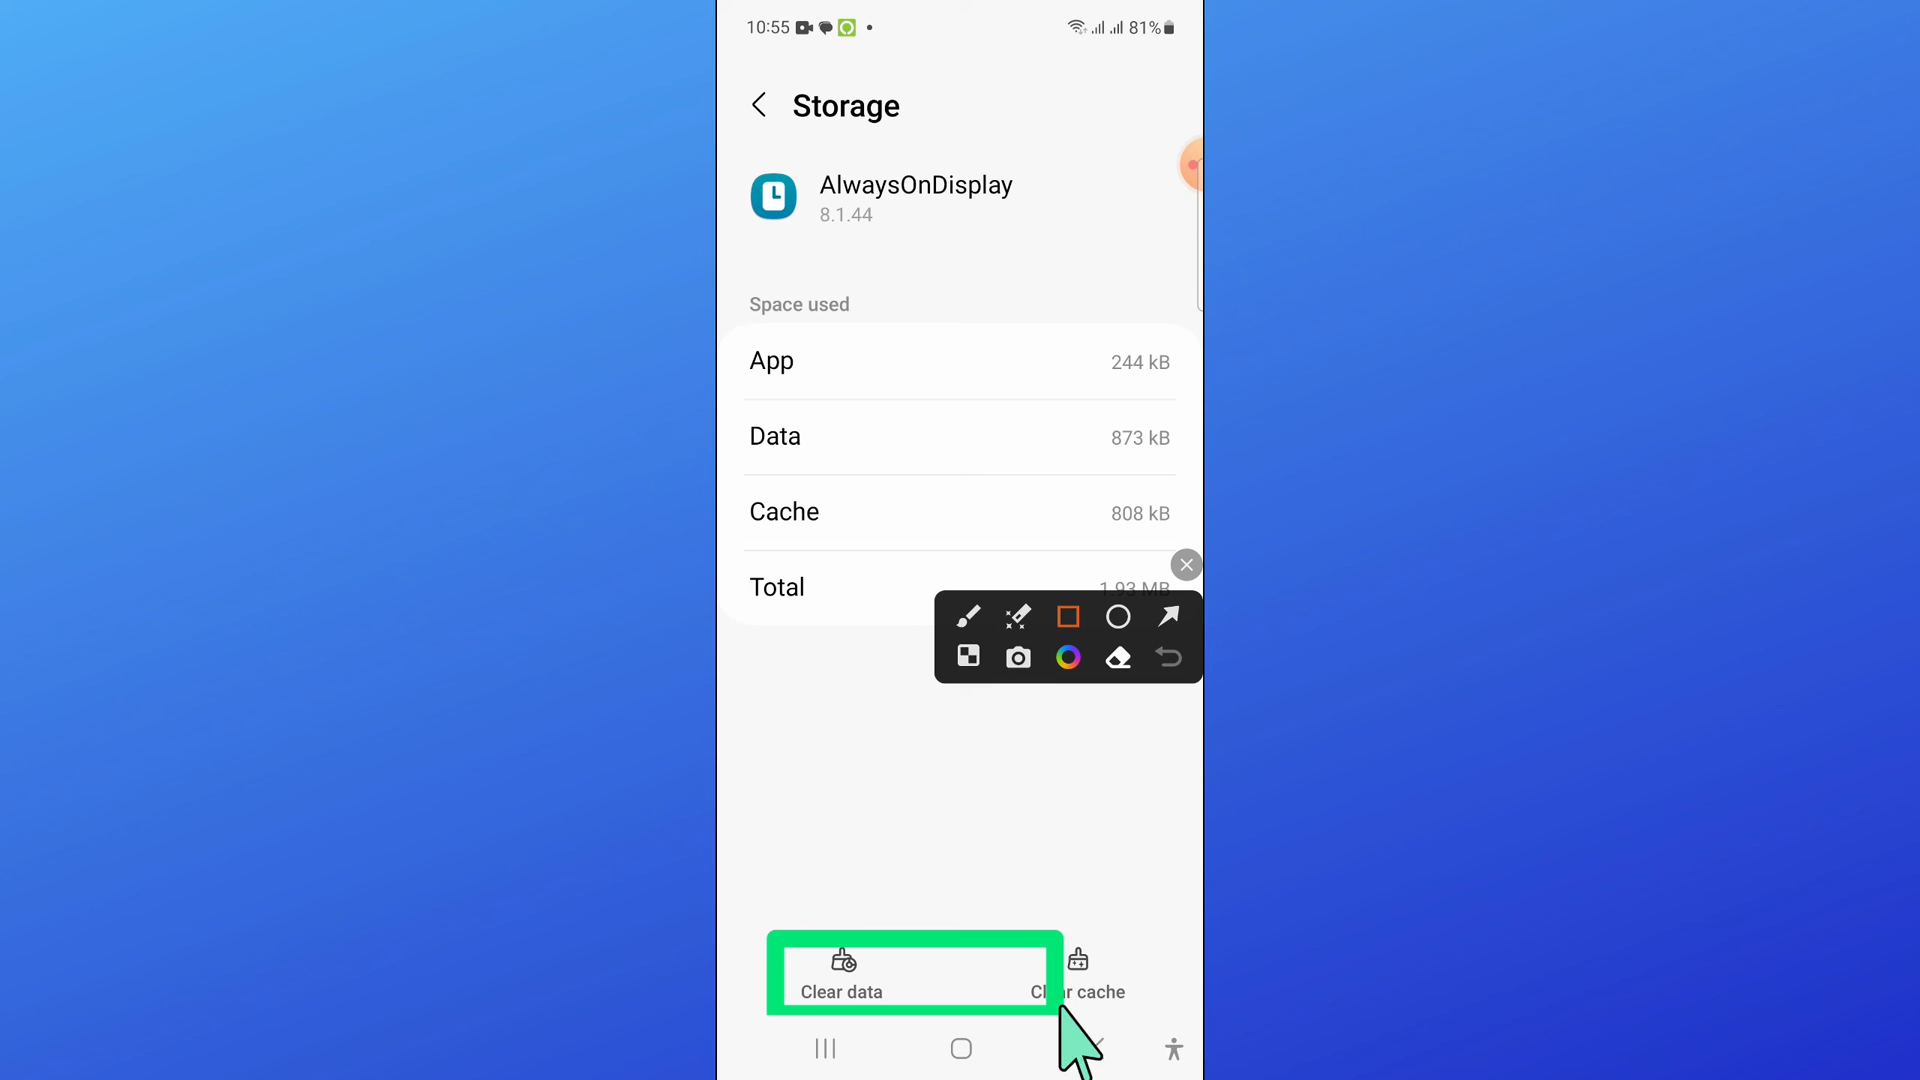 10:55 81%
Storage
AlwaysOnDisplay
8.1.44
Space used
App 244 kB
Data 873 kB
Cache 808 kB
Total 1.93 MB
Clear data Clear cache